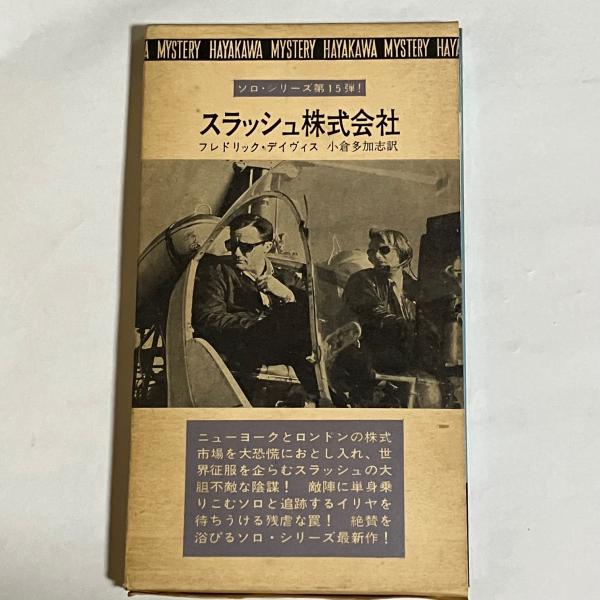 A MYSTERY HAYAKAWA MYSTERY HAYAKAWA MYSTERY HAYA
ソロ・シリーズ第15弾!
スラッシュ株式会社
フレドリック・デイヴィス 小倉多加志訳
ニューヨークとロンドンの株式
市場を大恐慌におとし入れ、世
界征服を企らむスラッシュの大
胆不敵な陰謀! 敵陣に単身乗
りこむソロと追跡するイリヤを
待ちうける残虐な罠! 絶賛を
浴びるソロ・シリーズ最新作!